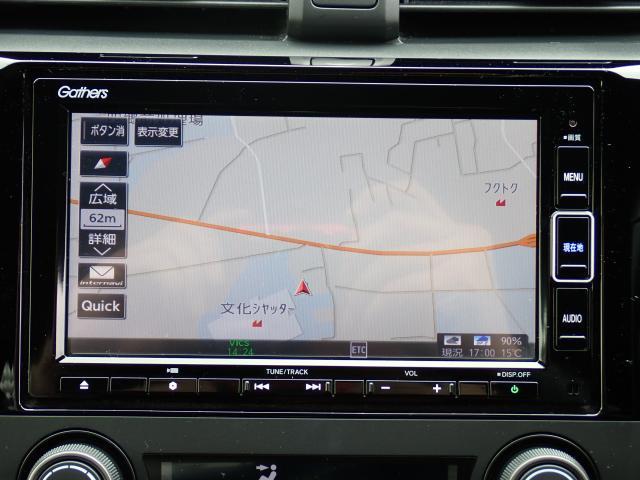 Gathers
ボタン消
表示変更
画質
MENU
広域
62m
詳細
フクトク
現在地
internavi
Quick
文化シャッター
AUDIO
VICS
14:24
ETC
90%
現況 17:00 15℃
TUNE/TRACK
VOL
DISP.OFF